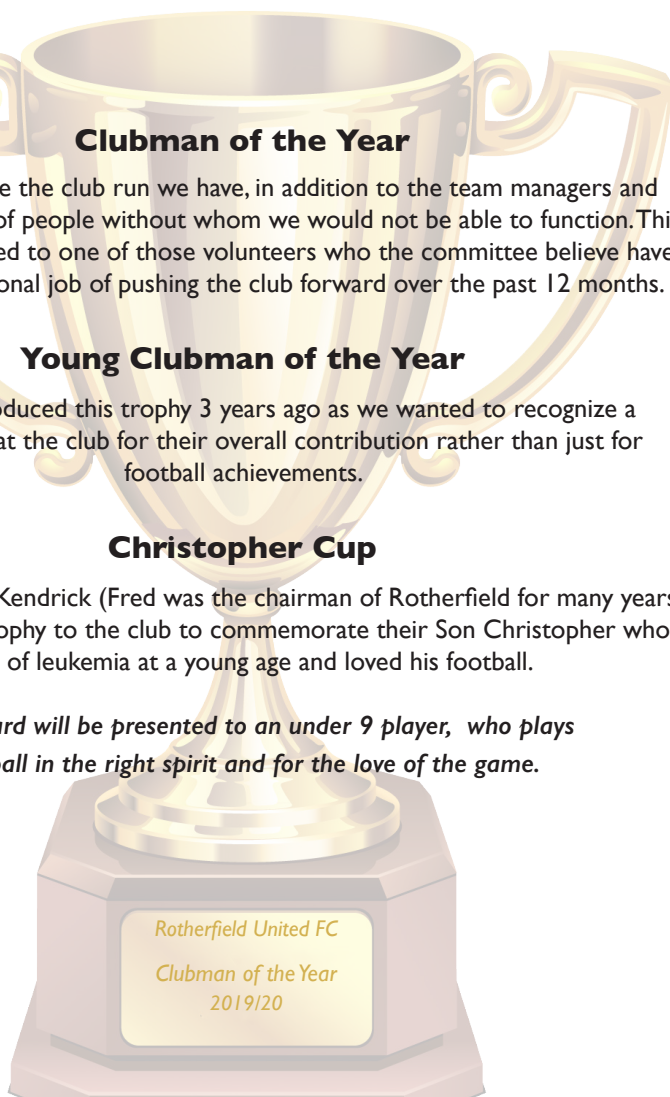 Clubman of the Year
the club run we have, in addition to the team managers and
of people without whom we would not be able to function.
to one of those volunteers who the committee believe have
job of pushing the club forward over the past 12 months.
Young Clubman of the Year
this trophy 3 years ago as we wanted to recognize a
at the club for their overall contribution rather than just for
football achievements.
Christopher Cup
Kendrick (Fred was the chairman of Rotherfield for many years
to the club to commemorate their Son Christopher who
of leukemia at a young age and loved his football.
will be presented to an under 9 player, who plays
in the right spirit and for the love of the game.
Rotherfield United FC
Clubman of the Year
2019/20